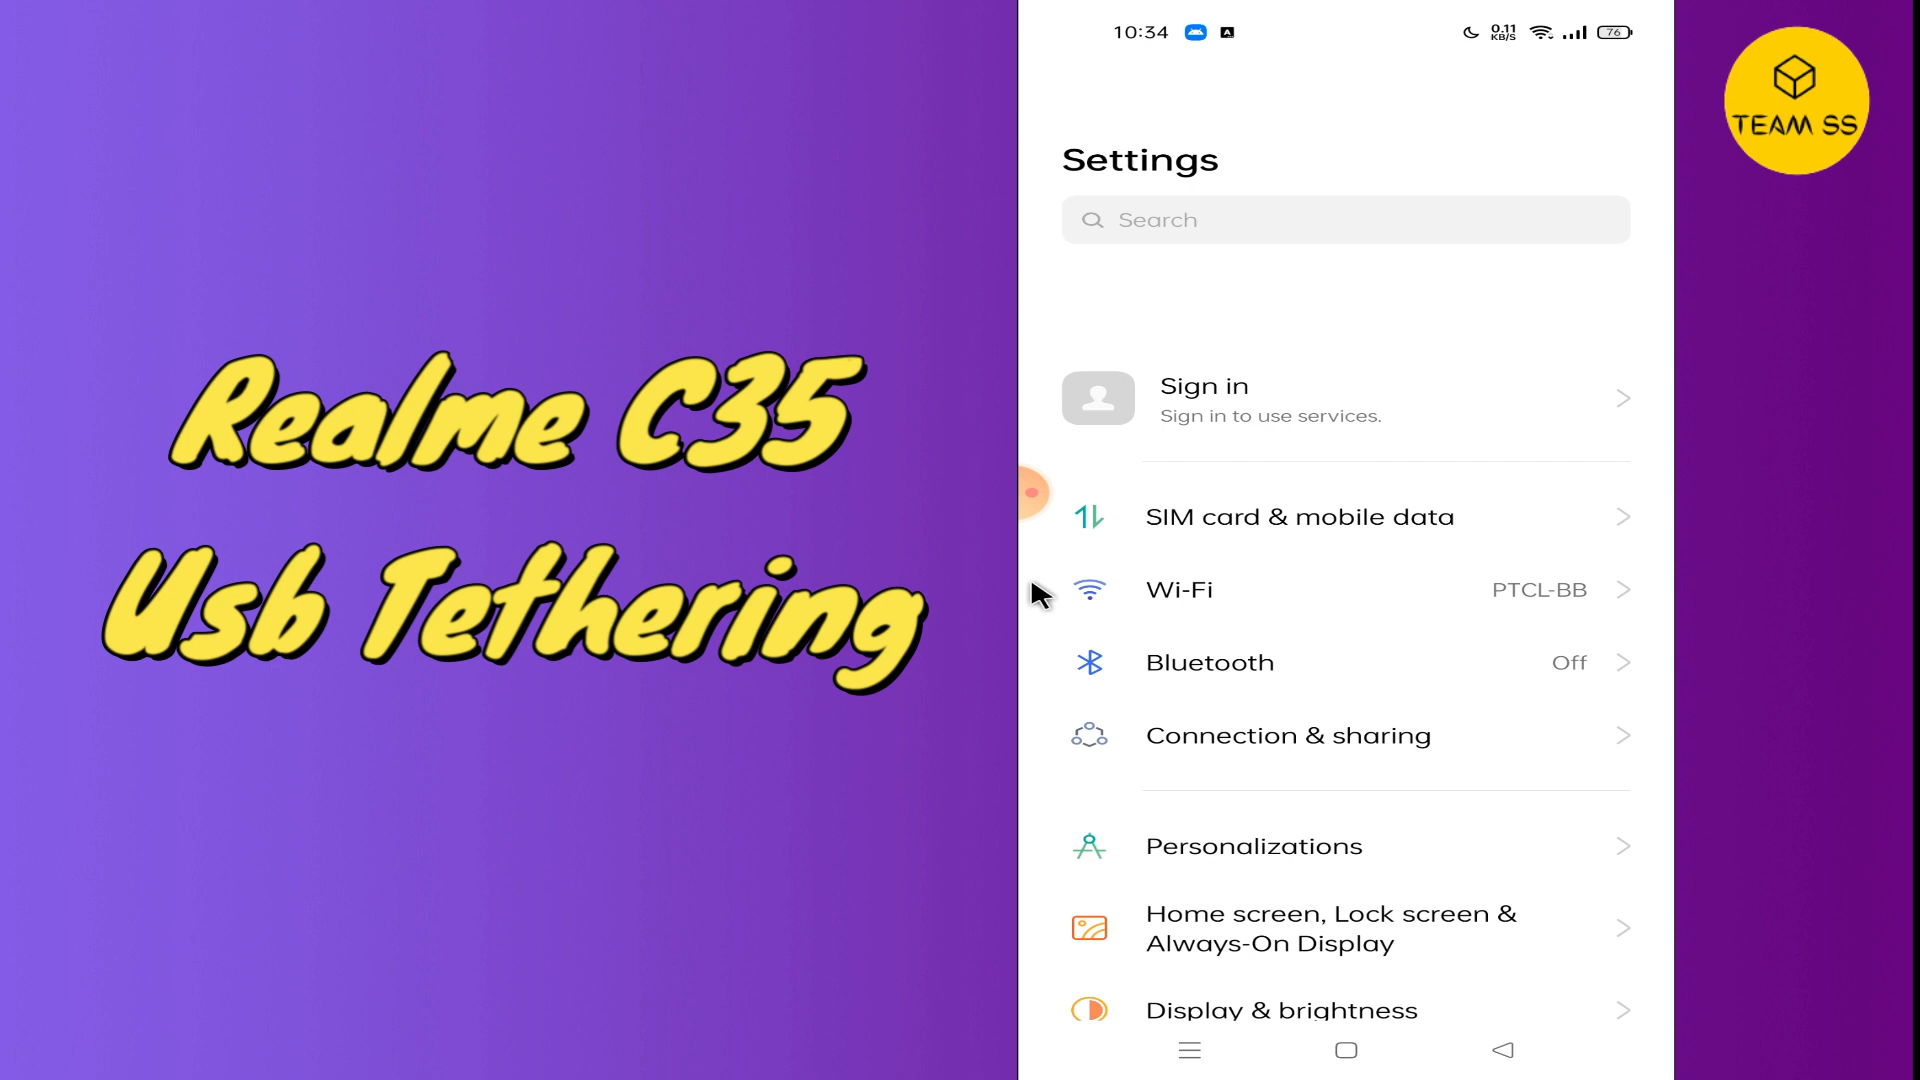 Realme C35
Usb Tethering
10:34
A
0.11
KB/S
76
Settings
Search
Sign in
Sign in to use services.
SIM card & mobile data
Wi-Fi
PTCL-BB
Bluetooth
Off
Connection & sharing
Personalizations
Home screen, Lock screen &
Always-On Display
Display & brightness
TEAM SS